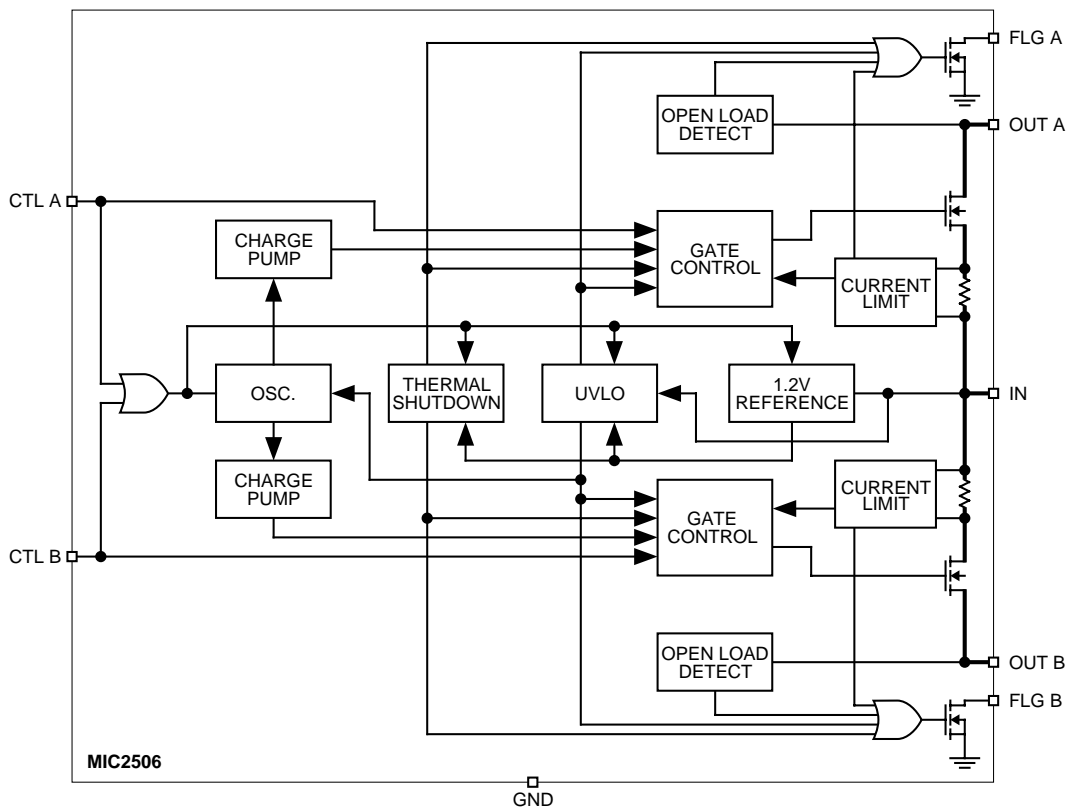 FLG A
OPEN LOAD
DETECT
OUT A
CTL A
CHARGE
PUMP
GATE
CONTROL
CURRENT
LIMIT
OSC.
THERMAL
SHUTDOWN
UVLO
1.2V
REFERENCE
IN
CHARGE
PUMP
GATE
CONTROL
CURRENT
LIMIT
CTL B
OPEN LOAD
DETECT
OUT B
FLG B
MIC2506
GND